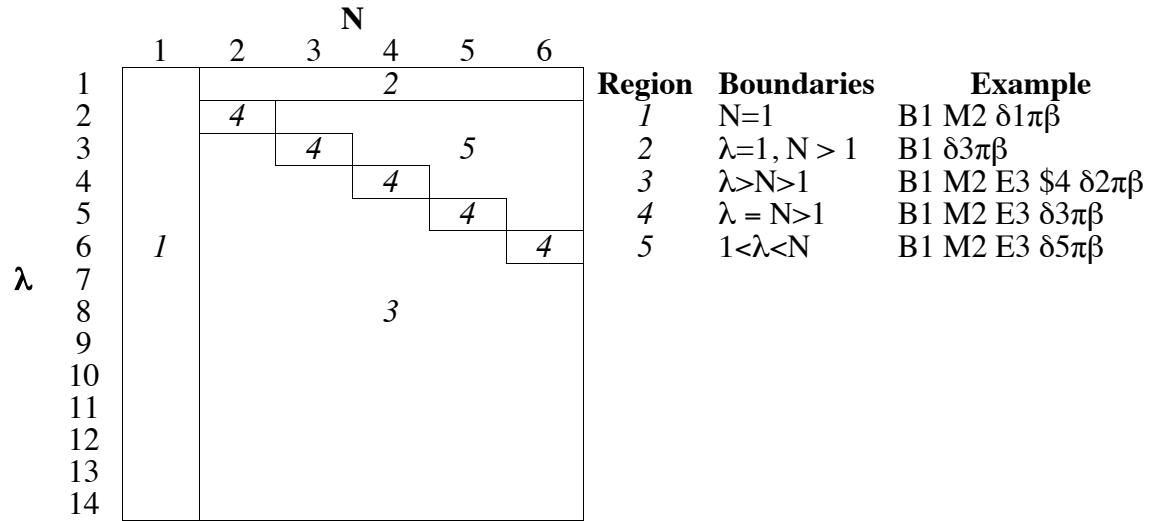 N
1 2 3 4 5 6
Region Boundaries Example
1 2 1 N=1 B1 M2 δ1πβ
2 4 2 λ=1, N > 1 B1 δ3πβ
3 4 5 3 λ>N>1 B1 M2 E3 $4 δ2πβ
4 4 4 λ = N>1 B1 M2 E3 δ3πβ
5 4 5 1<λ<N B1 M2 E3 δ5πβ
6 1 4
λ 7
8 3
9
10
11
12
13
14